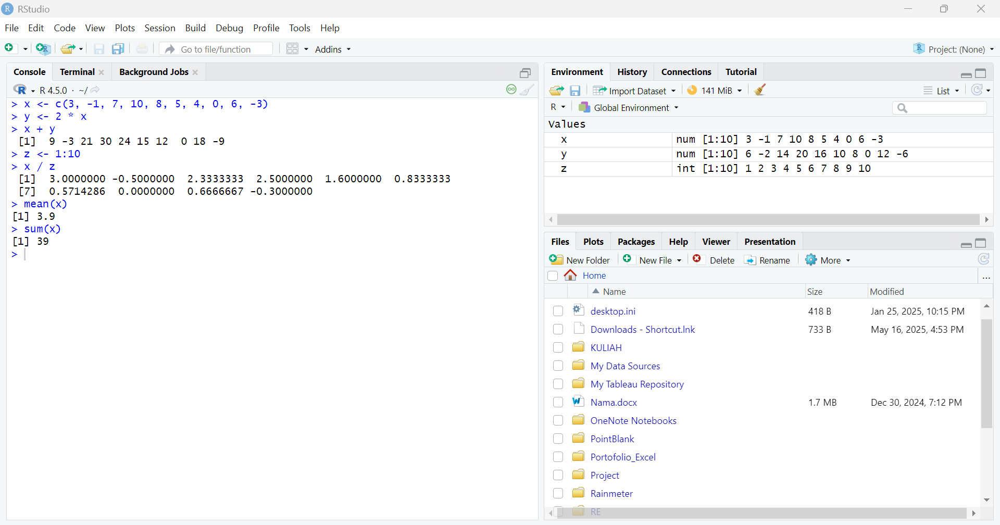 RStudio
File Edit Code View Plots Session Build Debug Profile Tools Help
Go to file/function Addins Project: (None)
Console Terminal Background Jobs
R 4.5.0 · ~/
> x <- c(3, -1, 7, 10, 8, 5, 4, 0, 6, -3)
> y <- 2 * x
> x + y
[1] 9 -3 21 30 24 15 12 0 18 -9
> z <- 1:10
> x / z
[1] 3.0000000 -0.5000000 2.3333333 2.5000000 1.6000000 0.8333333
[7] 0.5714286 0.0000000 0.6666667 -0.3000000
> mean(x)
[1] 3.9
> sum(x)
[1] 39
>
Environment History Connections Tutorial
Import Dataset 141 MiB List
R Global Environment
Values
x num [1:10] 3 -1 7 10 8 5 4 0 6 -3
y num [1:10] 6 -2 14 20 16 10 8 0 12 -6
z int [1:10] 1 2 3 4 5 6 7 8 9 10
Files Plots Packages Help Viewer Presentation
New Folder New File Delete Rename More
Home ...
Name Size Modified
desktop.ini 418 B Jan 25, 2025, 10:15 PM
Downloads - Shortcut.lnk 733 B May 16, 2025, 4:53 PM
KULIAH
My Data Sources
My Tableau Repository
Nama.docx 1.7 MB Dec 30, 2024, 7:12 PM
OneNote Notebooks
PointBlank
Portofolio_Excel
Project
Rainmeter
RE